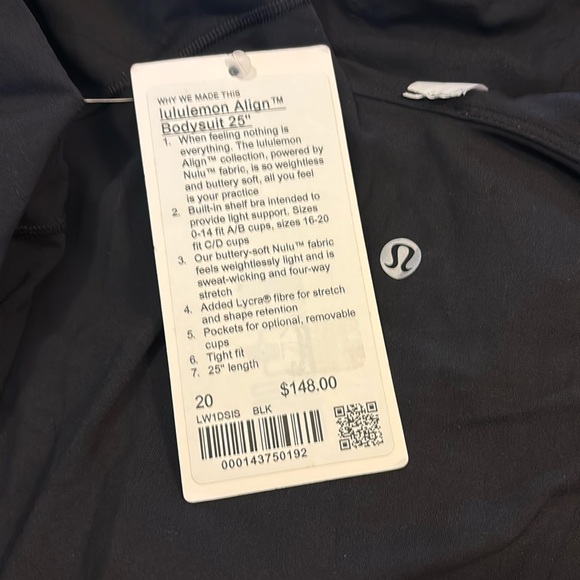 WHY WE MADE THIS
lululemon Align™
Bodysuit 25"
1. When feeling nothing is
everything. The lululemon
Align™ collection, powered by
Nulu™ fabric, is so weightless
and buttery soft, all you feel
is your practice
2. Built-in shelf bra intended to
provide light support. Sizes
0-14 fit A/B cups, sizes 16-20
fit C/D cups
3. Our buttery-soft Nulu™ fabric
feels weightlessly light and is
sweat-wicking and four-way
stretch
4. Added Lycra® fibre for stretch
and shape retention
5. Pockets for optional, removable
cups
6. Tight fit
7. 25" length
20 $148.00
LW1DSIS BLK
000143750192